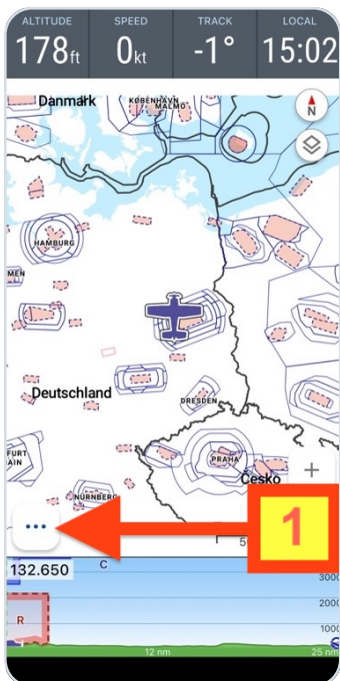 ALTITUDE SPEED TRACK LOCAL
178ft 0kt -1° 15:02
Danmark
KØBENHAVN
MALMÖ
N
HAMBURG
MEN
Deutschland
DRESDEN
FURT
AIN
PRAHA
Česko
+
NÜRNBERG
1
5
132.650
C
3000
2000
R
1000
12 nm
25 nm